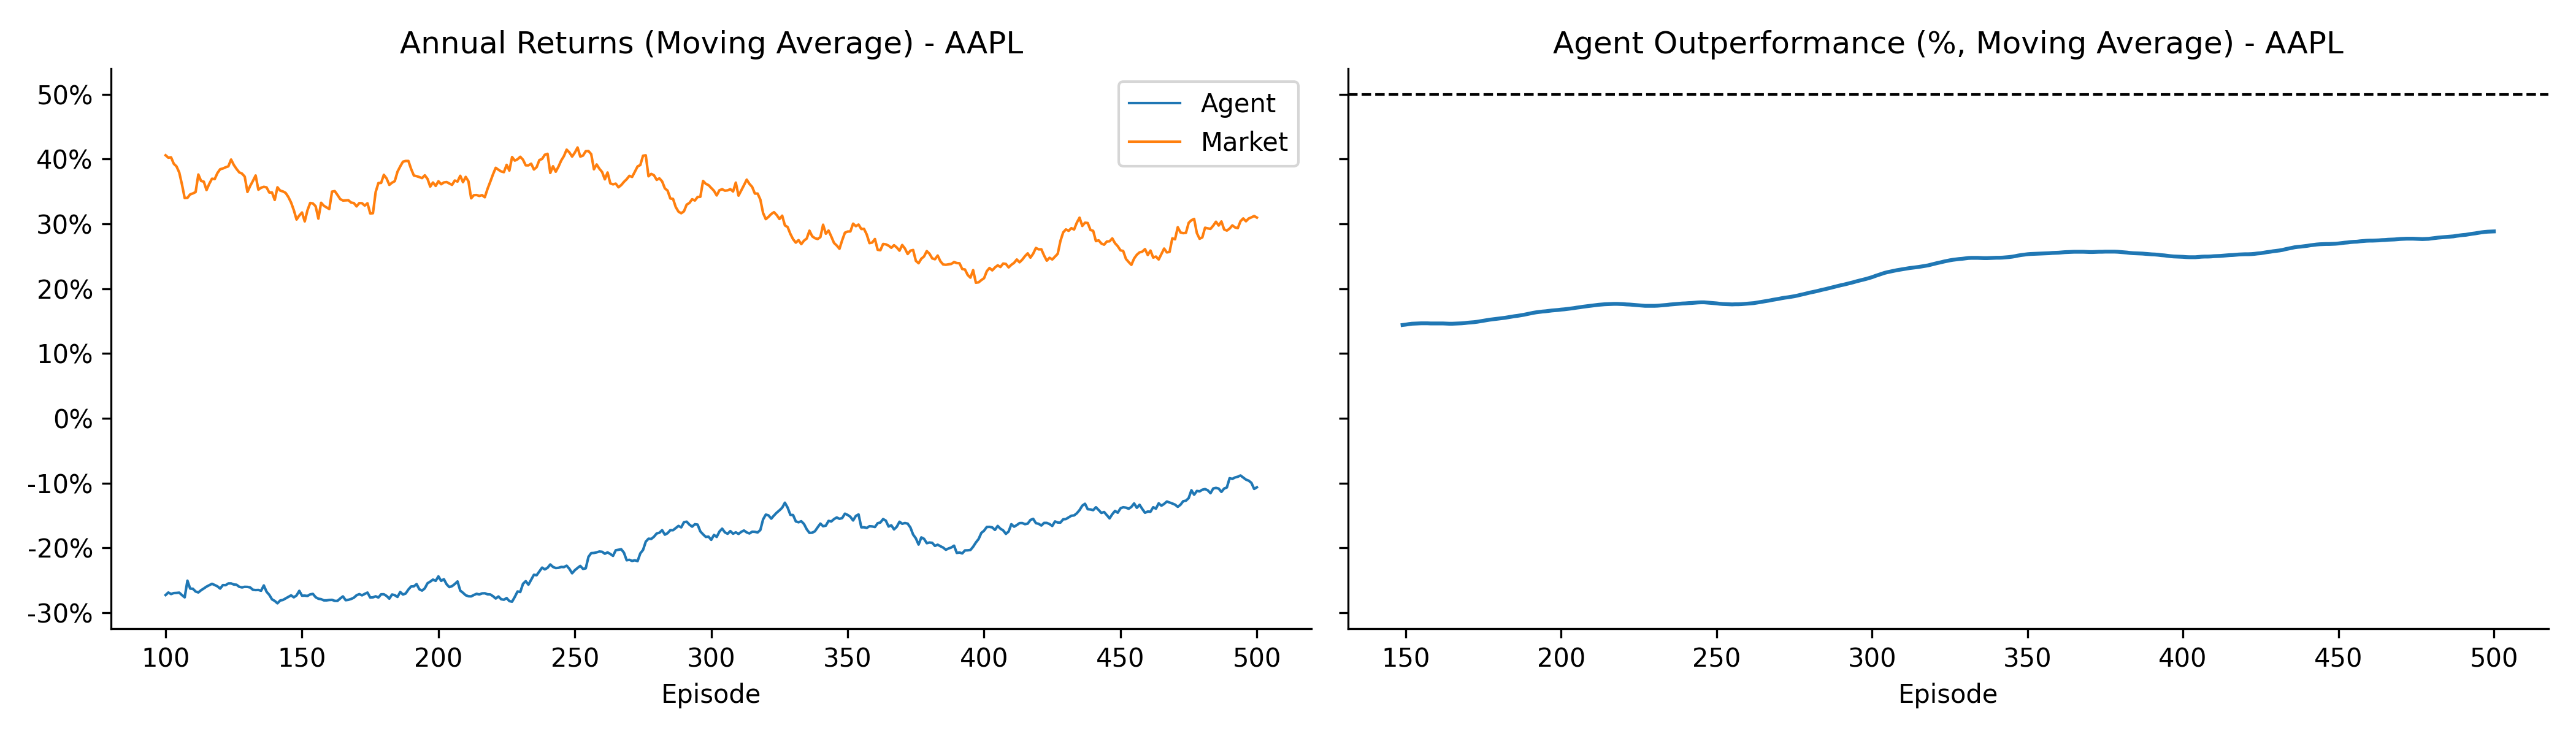 Annual Returns (Moving Average) - AAPL
50%
40%
30%
20%
10%
0%
-10%
-20%
-30%
Agent
Market
100 150 200 250 300 350 400 450 500
Episode
Agent Outperformance (%, Moving Average) - AAPL
150 200 250 300 350 400 450 500
Episode